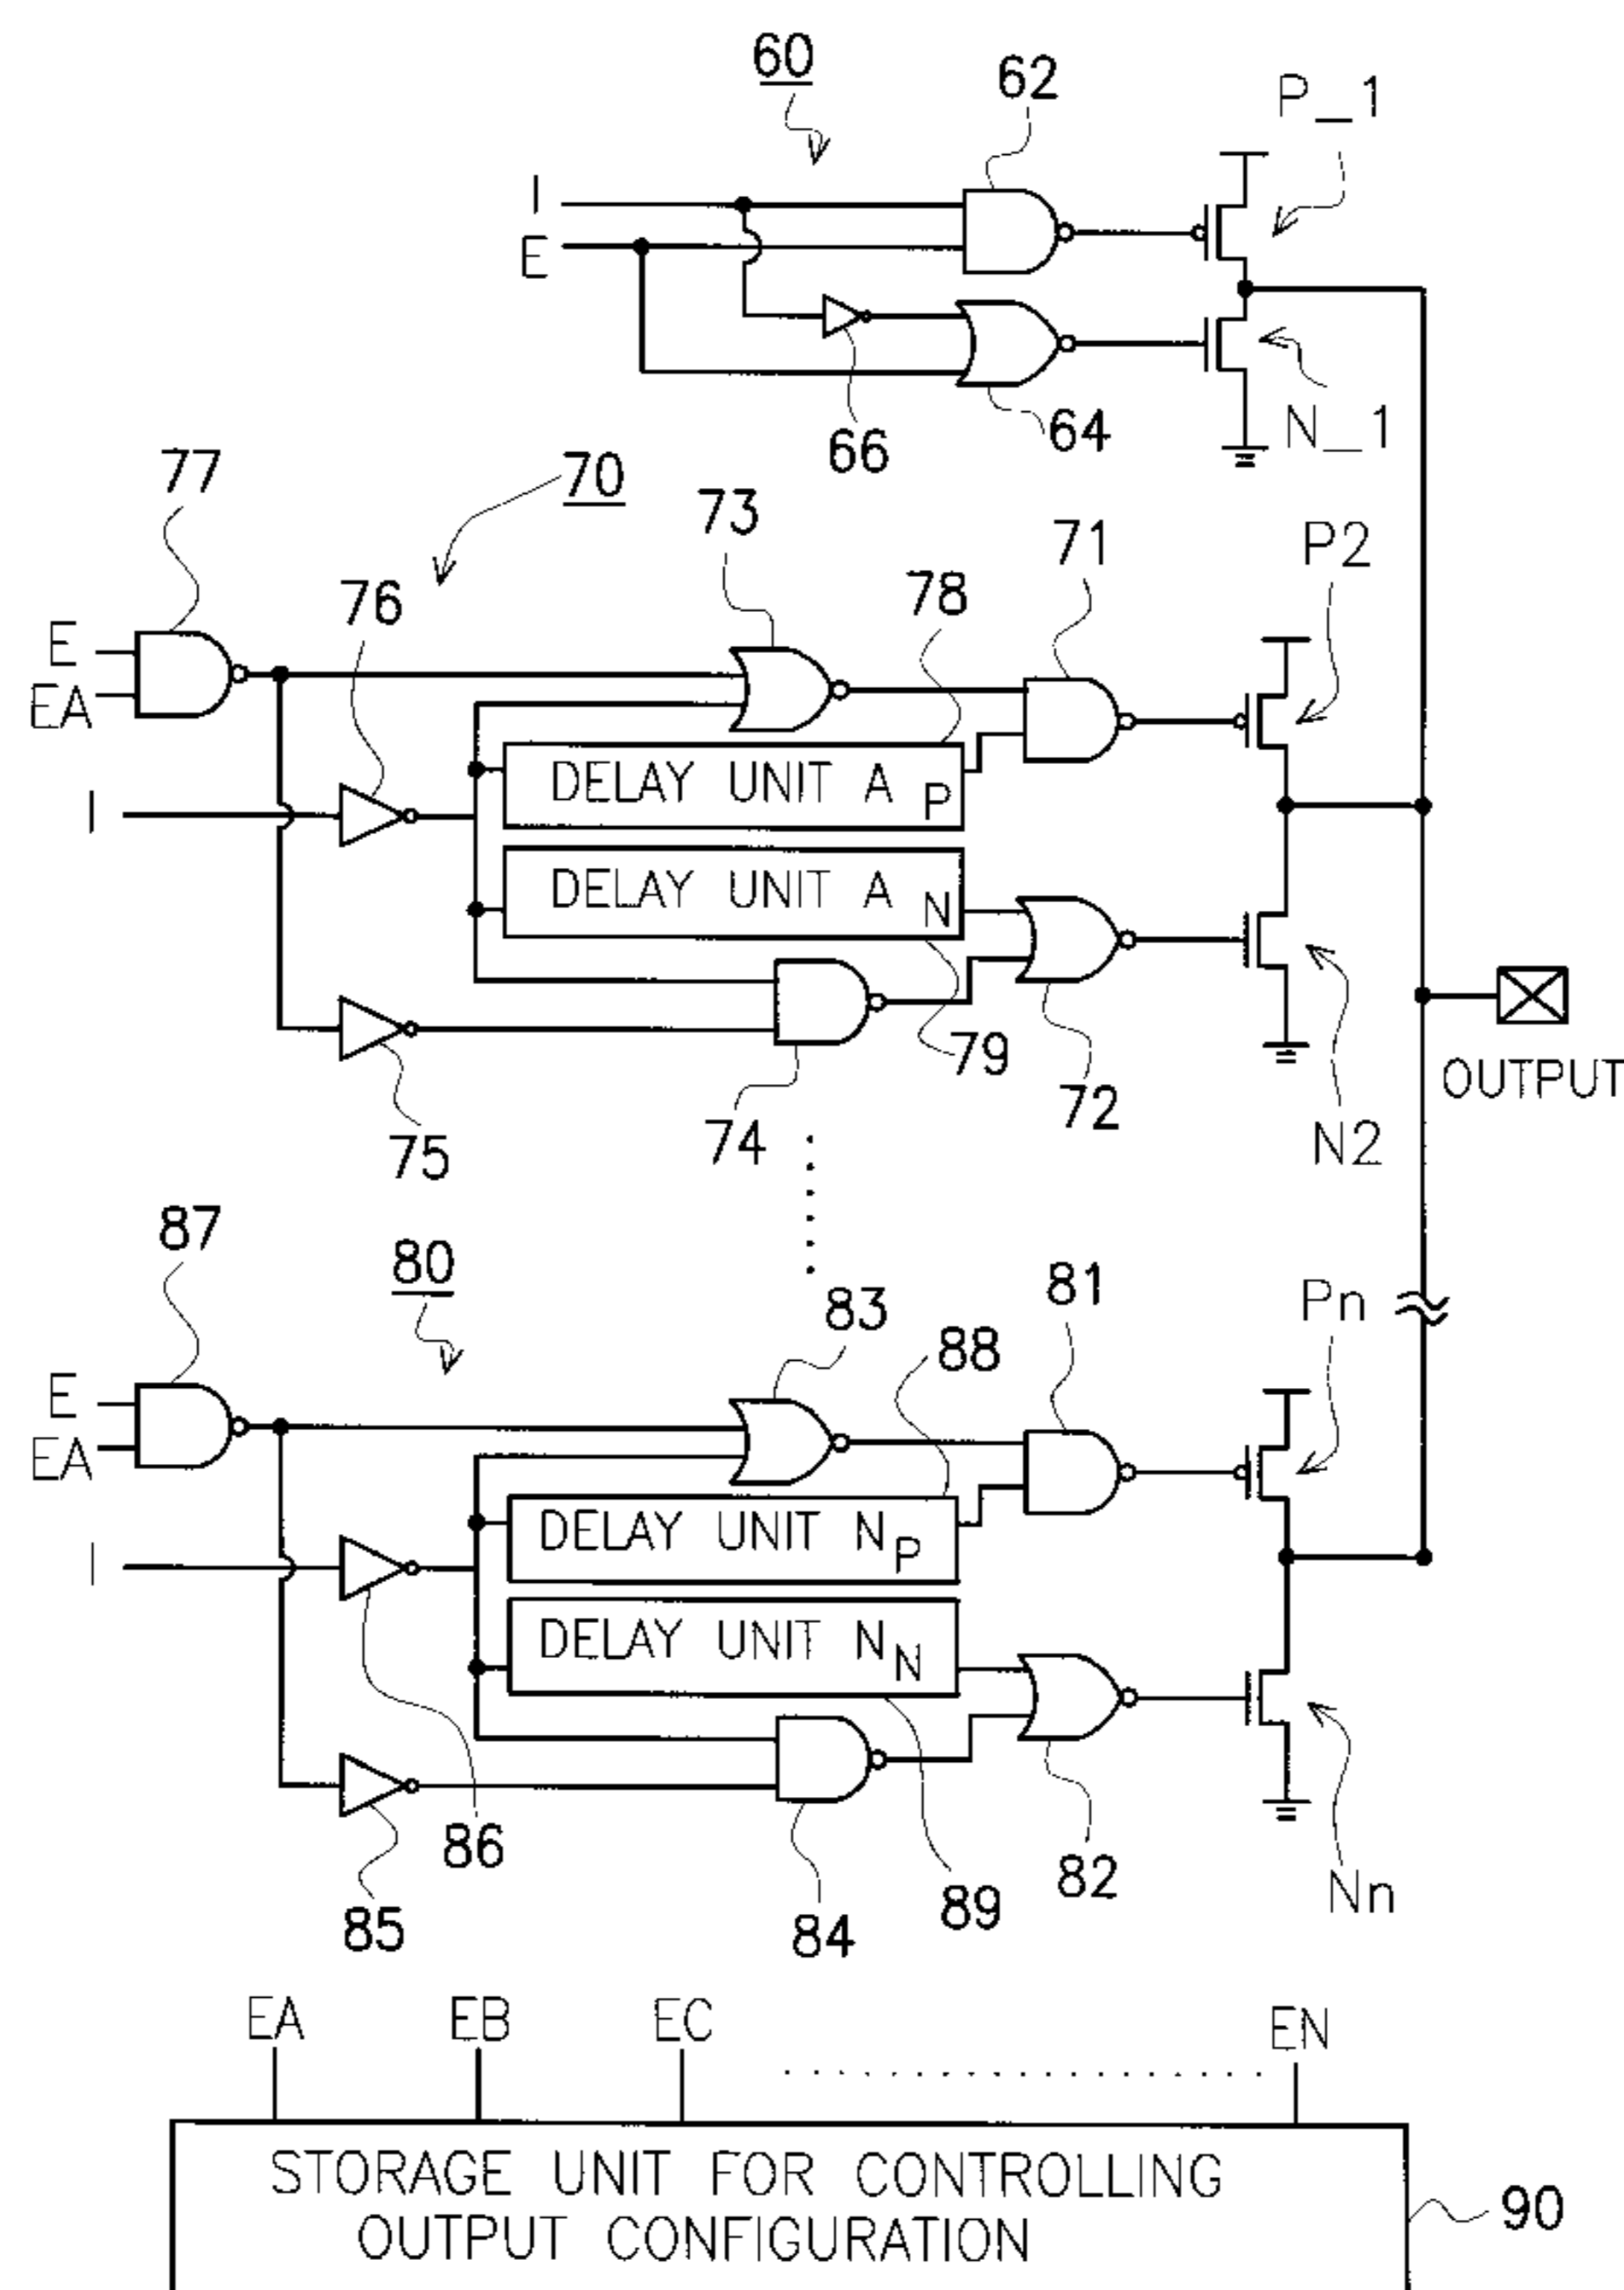 60
62
P_1
I
E
66
64
N_1
77
70
73
71
P2
76
78
E
EA
DELAY UNIT A P
I
DELAY UNIT A N
79
OUTPUT
72
74
N2
75
87
80
83
81
Pn
88
E
EA
DELAY UNIT N P
I
DELAY UNIT N N
86
82
89
Nn
85
84
EA EB EC EN
STORAGE UNIT FOR CONTROLLING
OUTPUT CONFIGURATION
90